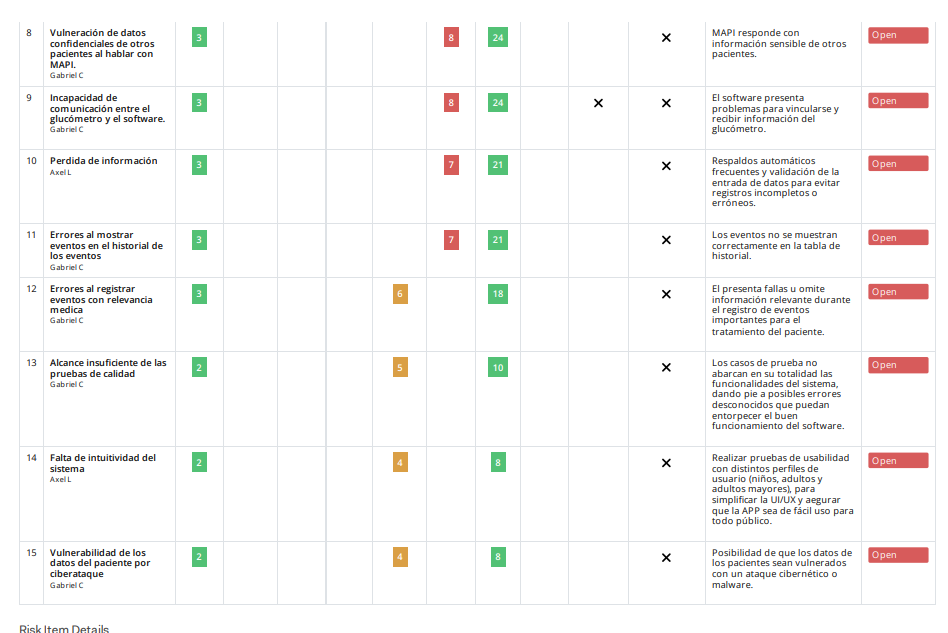 8
Vulneración de datos
confidenciales de otros
pacientes al hablar con
MAPI.
Gabriel C
3
8
24
MAPI responde con
información sensible de otros
pacientes.
Open
9
Incapacidad de
comunicación entre el
glucómetro y el software.
Gabriel C
3
8
24
El software presenta
problemas para vincularse y
recibir información del
glucómetro.
Open
10
Perdida de información
Axel L
3
7
21
Respaldos automáticos
frecuentes y validación de la
entrada de datos para evitar
registros incompletos o
erróneos.
Open
11
Errores al mostrar
eventos en el historial de
los eventos
Gabriel C
3
7
21
Los eventos no se muestran
correctamente en la tabla de
historial.
Open
12
Errores al registrar
eventos con relevancia
medica
Gabriel C
3
6
18
El presenta fallas u omite
información relevante durante
el registro de eventos
importantes para el
tratamiento del paciente.
Open
13
Alcance insuficiente de las
pruebas de calidad
Gabriel C
2
5
10
Los casos de prueba no
abarcan en su totalidad las
funcionalidades del sistema,
dando pie a posibles errores
desconocidos que puedan
entorpecer el buen
funcionamiento del software.
Open
14
Falta de intuitividad del
sistema
Axel L
2
4
8
Realizar pruebas de usabilidad
con distintos perfiles de
usuario (niños, adultos y
adultos mayores), para
simplificar la UI/UX y aegurar
que la APP sea de fácil uso para
todo público.
Open
15
Vulnerabilidad de los
datos del paciente por
ciberataque
Gabriel C
2
4
8
Posibilidad de que los datos de
los pacientes sean vulnerados
con un ataque cibernético o
malware.
Open
Risk Item Details